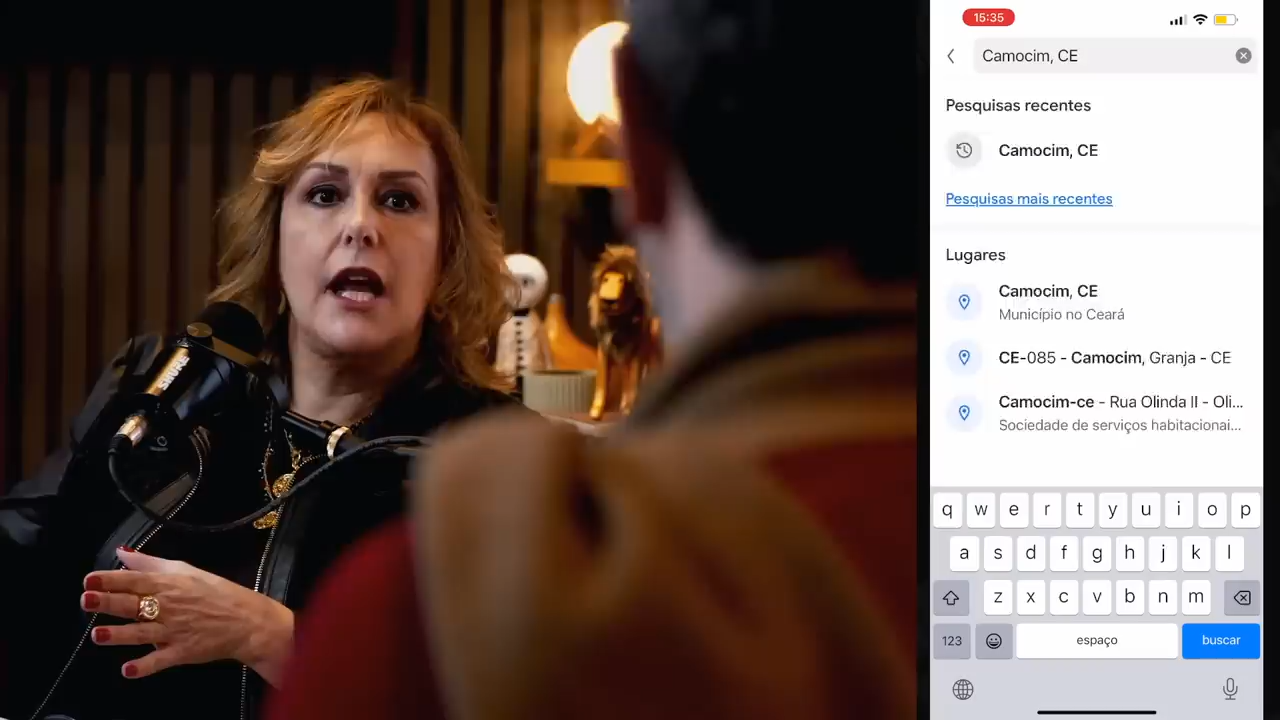 15:35
Camocim, CE
Pesquisas recentes
Camocim, CE
Pesquisas mais recentes
Lugares
Camocim, CE
Município no Ceará
CE-085 - Camocim, Granja - CE
Camocim-ce - Rua Olinda II - Oli...
Sociedade de serviços habitacionai...
q w e r t y u i o p
a s d f g h j k l
z x c v b n m
123 espaço buscar
SHURE